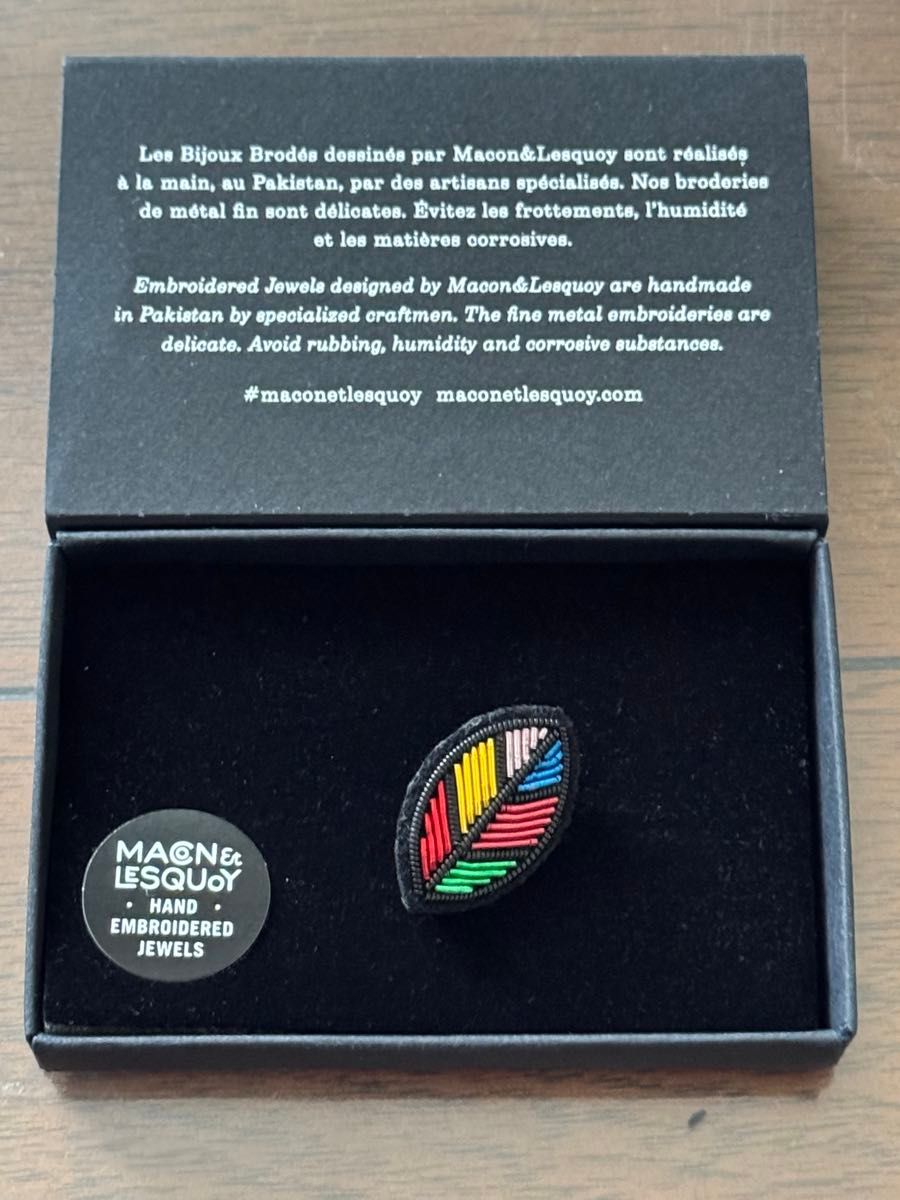 Les Bijoux Brodés dessinés par Macon&Lesquoy sont réalisés
à la main, au Pakistan, par des artisans spécialisés. Nos broderies
de métal fin sont délicates. Évitez les frottements, l'humidité
et les matières corrosives.
Embroidered Jewels designed by Macon&Lesquoy are handmade
in Pakistan by specialized craftmen. The fine metal embroideries are
delicate. Avoid rubbing, humidity and corrosive substances.
#maconetlesquoy maconetlesquoy.com
MACON Et
LESQUOY
• HAND •
EMBROIDERED
JEWELS